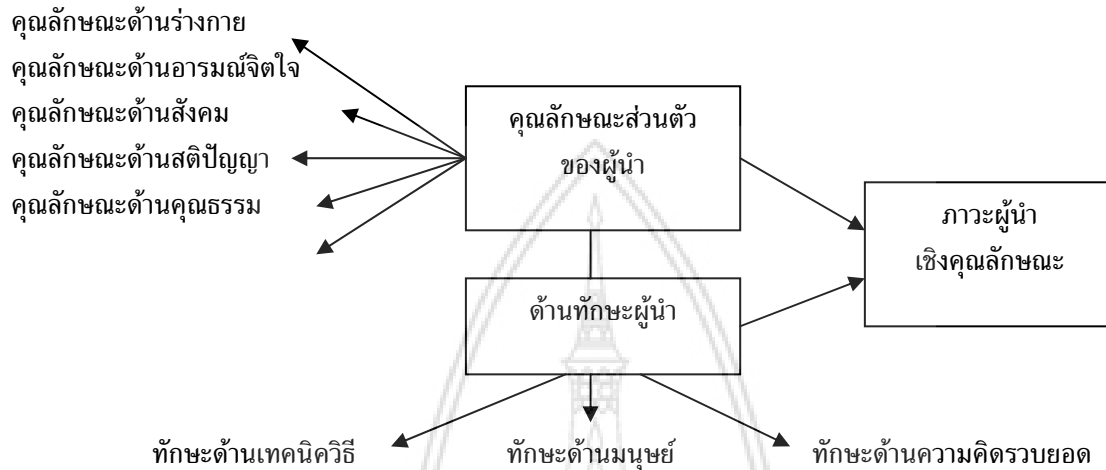 คุณลักษณะด้านร่างกาย
คุณลักษณะด้านอารมณ์จิตใจ
คุณลักษณะด้านสังคม
คุณลักษณะด้านสติปัญญา
คุณลักษณะด้านคุณธรรม
คุณลักษณะส่วนตัว
ของผู้นำ
ภาวะผู้นำ
เชิงคุณลักษณะ
ด้านทักษะผู้นำ
ทักษะด้านเทคนิควิธี
ทักษะด้านมนุษย์
ทักษะด้านความคิดรวบยอด